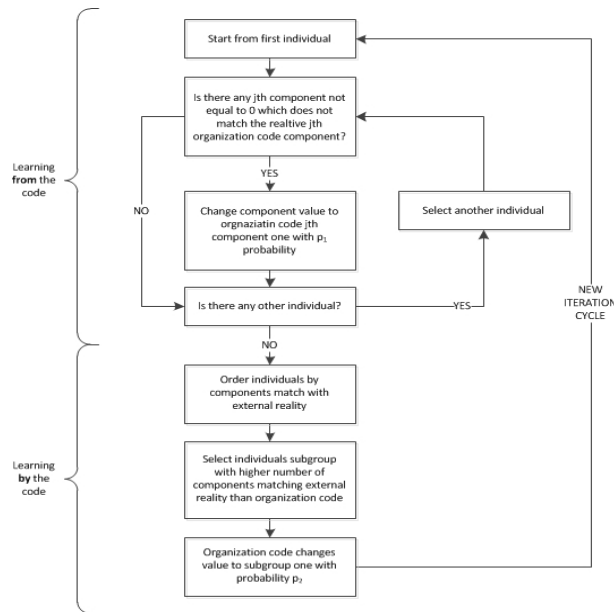 Start from first individual
Is there any jth component not
equal to 0 which does not
match the realtive jth
organization code component?
Learning
from the
code
YES
NO
Change component value to
orgnaziatin code jth
component one with p1
probability
Select another individual
Is there any other individual?
YES
NEW
ITERATION
CYCLE
NO
Order individuals by
components match with
external reality
Learning
by the
code
Select individuals subgroup
with higher number of
components matching external
reality than organization code
Organization code changes
value to subgroup one with
probability p2